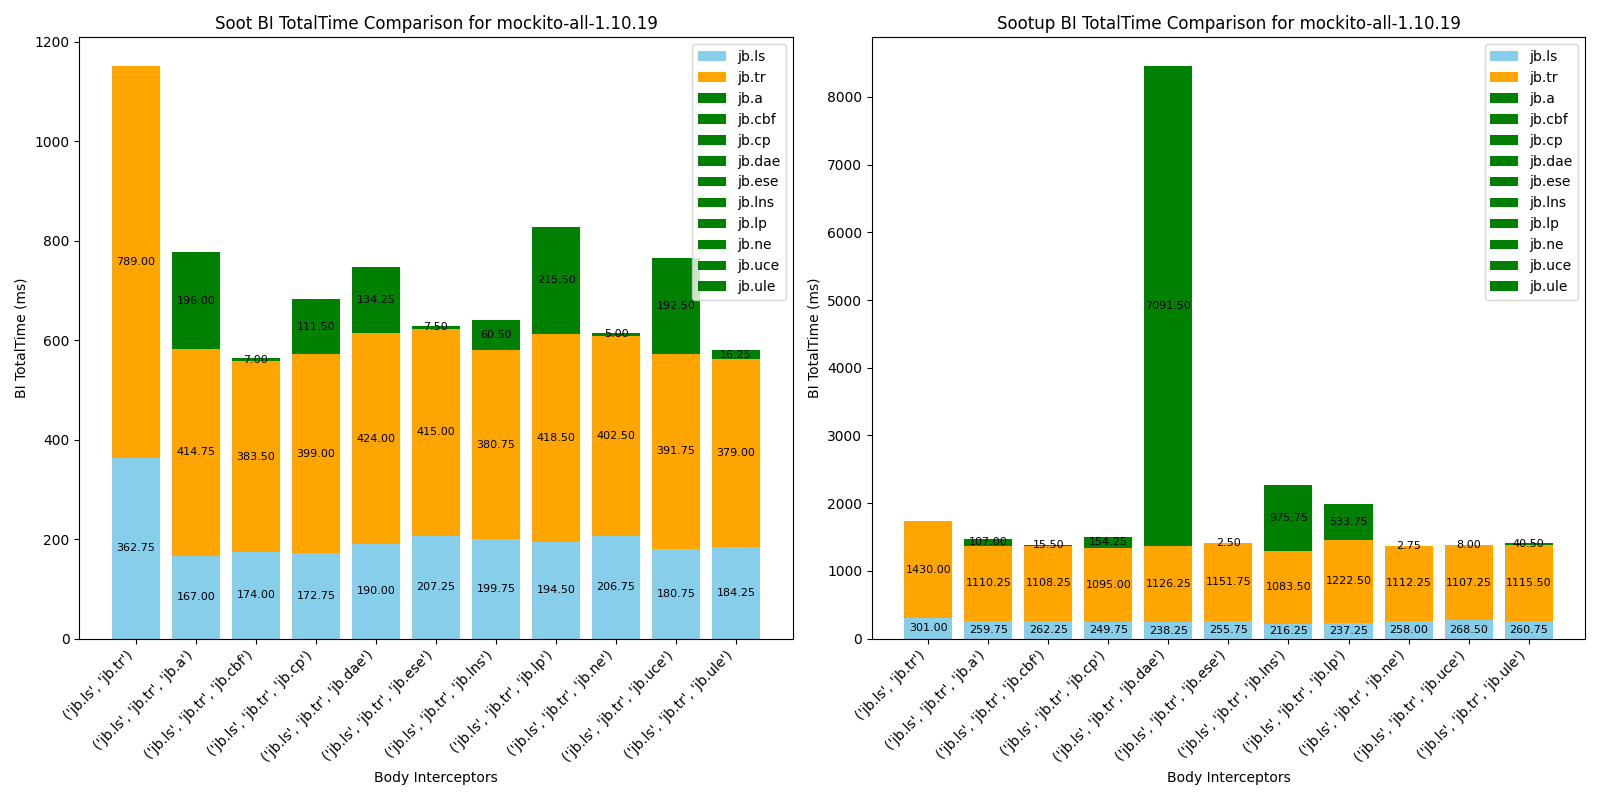 Soot BI TotalTime Comparison for mockito-all-1.10.19
BI TotalTime (ms)
1200
1000
800
600
400
200
0
jb.ls
jb.tr
jb.a
jb.cbf
jb.cp
jb.dae
jb.ese
jb.lns
jb.lp
jb.ne
jb.uce
jb.ule
789.00
362.75
196.00
414.75
167.00
7.00
383.50
174.00
111.50
399.00
172.75
134.25
424.00
190.00
7.50
415.00
207.25
60.50
380.75
199.75
215.50
418.50
194.50
5.00
402.50
206.75
192.50
391.75
180.75
16.25
379.00
184.25
('jb.ls', 'jb.tr')
('jb.ls', 'jb.tr', 'jb.a')
('jb.ls', 'jb.tr', 'jb.cbf')
('jb.ls', 'jb.tr', 'jb.cp')
('jb.ls', 'jb.tr', 'jb.dae')
('jb.ls', 'jb.tr', 'jb.ese')
('jb.ls', 'jb.tr', 'jb.lns')
('jb.ls', 'jb.tr', 'jb.lp')
('jb.ls', 'jb.tr', 'jb.ne')
('jb.ls', 'jb.tr', 'jb.uce')
('jb.ls', 'jb.tr', 'jb.ule')
Body Interceptors
Sootup BI TotalTime Comparison for mockito-all-1.10.19
BI TotalTime (ms)
8000
7000
6000
5000
4000
3000
2000
1000
0
jb.ls
jb.tr
jb.a
jb.cbf
jb.cp
jb.dae
jb.ese
jb.lns
jb.lp
jb.ne
jb.uce
jb.ule
1430.00
301.00
107.00
1110.25
259.75
15.50
1108.25
262.25
154.25
1095.00
249.75
7091.50
1126.25
238.25
2.50
1151.75
255.75
975.75
1083.50
216.25
533.75
1222.50
237.25
2.75
1112.25
258.00
8.00
1107.25
268.50
40.50
1115.50
260.75
('jb.ls', 'jb.tr')
('jb.ls', 'jb.tr', 'jb.a')
('jb.ls', 'jb.tr', 'jb.cbf')
('jb.ls', 'jb.tr', 'jb.cp')
('jb.ls', 'jb.tr', 'jb.dae')
('jb.ls', 'jb.tr', 'jb.ese')
('jb.ls', 'jb.tr', 'jb.lns')
('jb.ls', 'jb.tr', 'jb.lp')
('jb.ls', 'jb.tr', 'jb.ne')
('jb.ls', 'jb.tr', 'jb.uce')
('jb.ls', 'jb.tr', 'jb.ule')
Body Interceptors